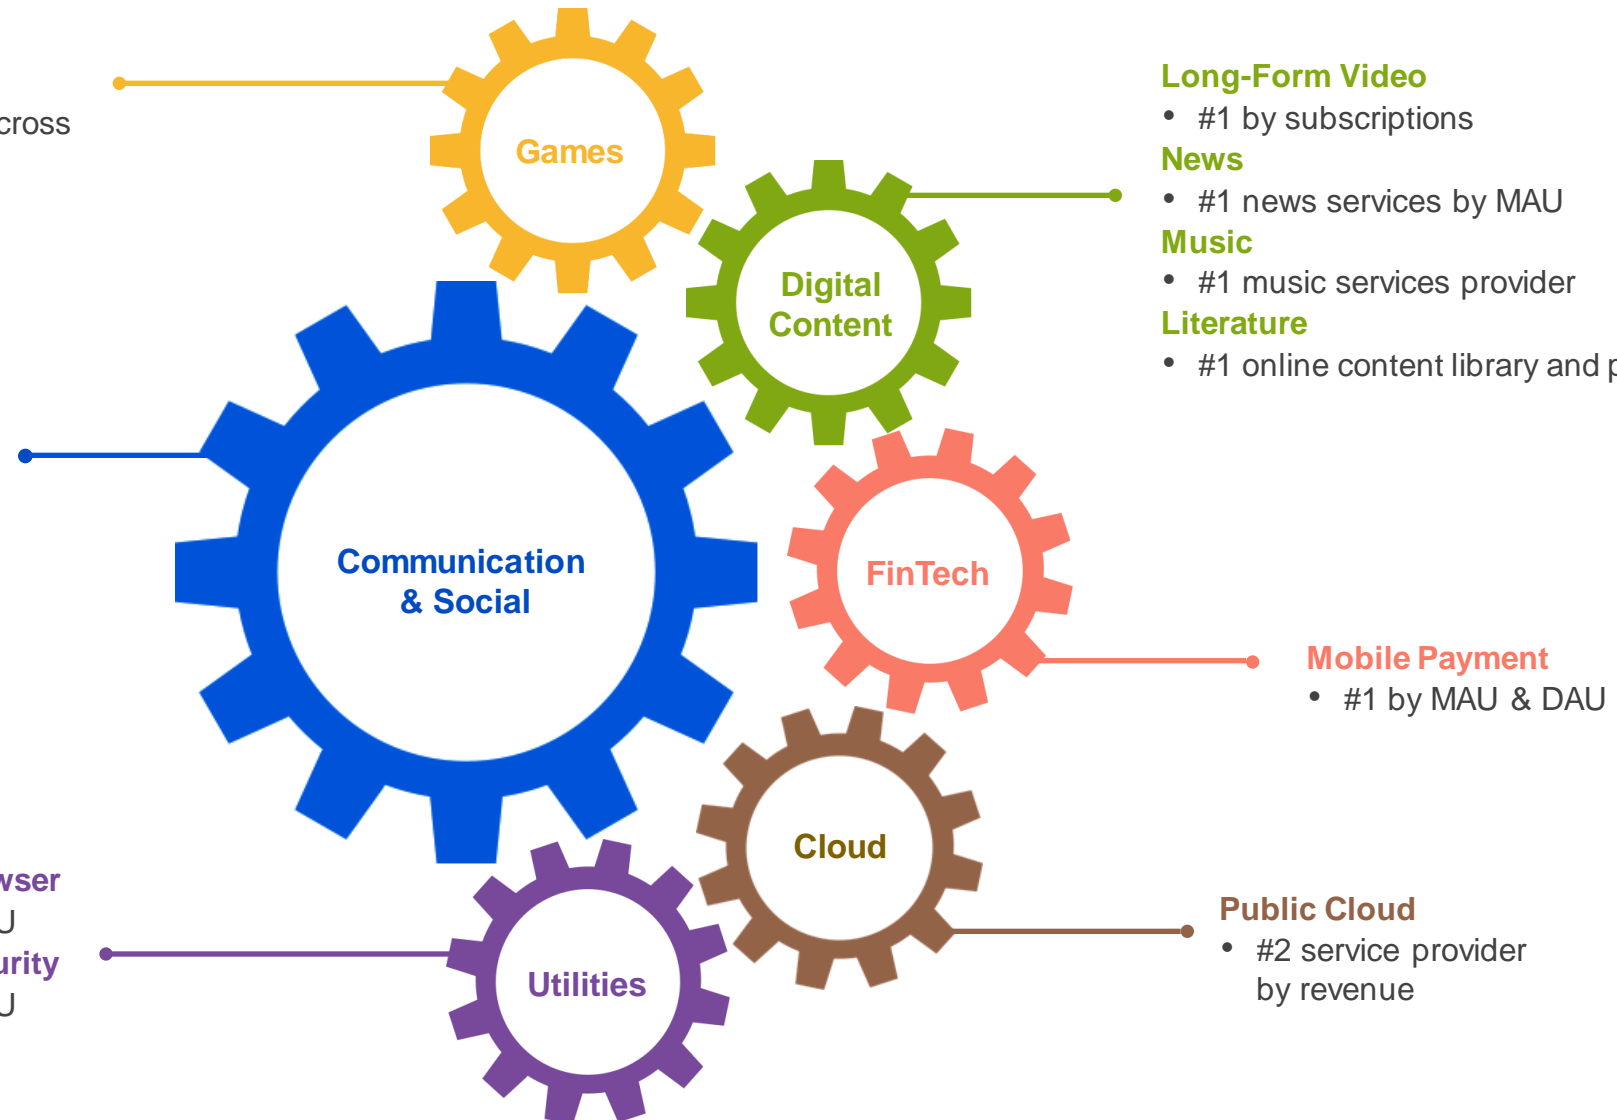 cross
Games
Long-Form Video
• #1 by subscriptions
News
• #1 news services by MAU
Music
• #1 music services provider
Literature
• #1 online content library and
Digital
Content
Communication
& Social
FinTech
Mobile Payment
• #1 by MAU & DAU
Cloud
Public Cloud
• #2 service provider
by revenue
wser
U
urity
U
Utilities